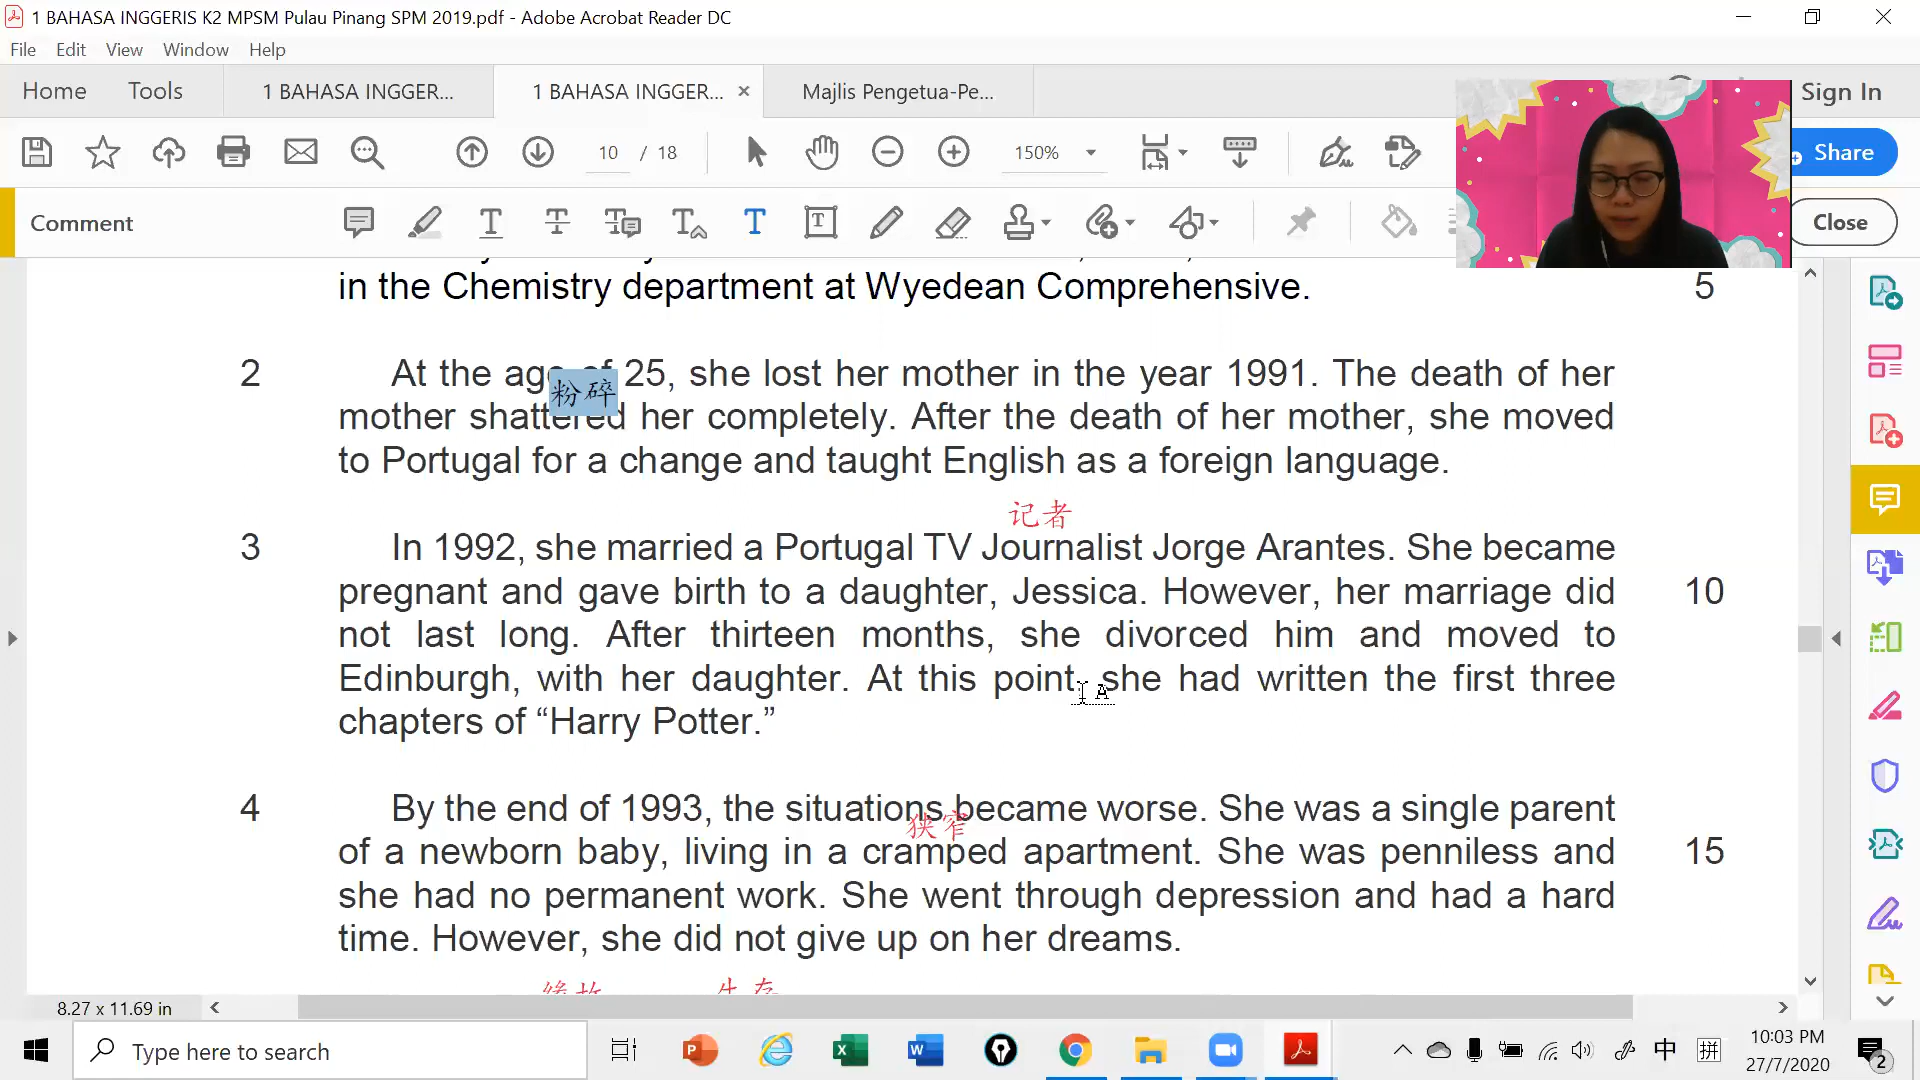 1 BAHASA INGGERIS K2 MPSM Pulau Pinang SPM 2019.pdf - Adobe Acrobat Reader DC
File Edit View Window Help
Home Tools 1 BAHASA INGGER... 1 BAHASA INGGER... × Majlis Pengetua-Pe... Sign In
10 / 18 150% Share
Comment Close
in the Chemistry department at Wyedean Comprehensive. 5
2 At the age of 25, she lost her mother in the year 1991. The death of her
粉碎
mother shattered her completely. After the death of her mother, she moved
to Portugal for a change and taught English as a foreign language.
记者
3 In 1992, she married a Portugal TV Journalist Jorge Arantes. She became
pregnant and gave birth to a daughter, Jessica. However, her marriage did 10
not last long. After thirteen months, she divorced him and moved to
Edinburgh, with her daughter. At this point, she had written the first three
chapters of “Harry Potter.”
4 By the end of 1993, the situations became worse. She was a single parent
狭窄
of a newborn baby, living in a cramped apartment. She was penniless and 15
she had no permanent work. She went through depression and had a hard
time. However, she did not give up on her dreams.
8.27 x 11.69 in
Type here to search
中 拼 10:03 PM
27/7/2020 2